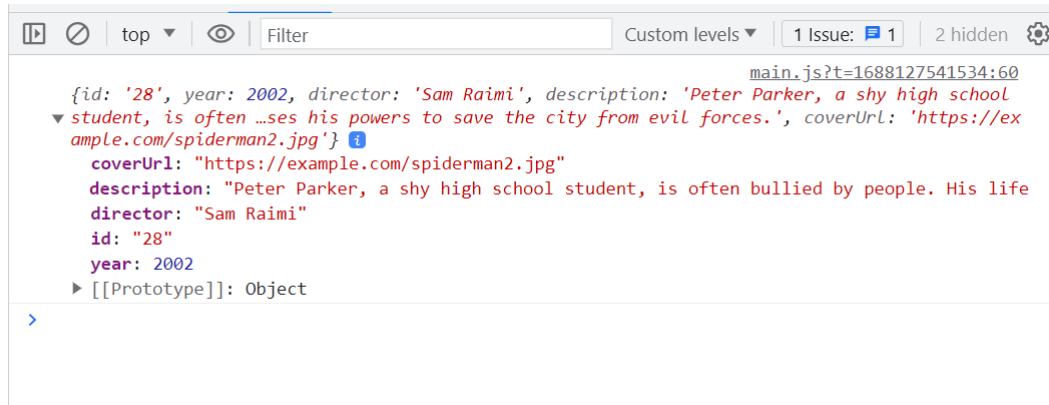 top ▼ Filter Custom levels ▼ 1 Issue: 1 2 hidden
main.js?t=1688127541534:60
{id: '28', year: 2002, director: 'Sam Raimi', description: 'Peter Parker, a shy high school
▼ student, is often …ses his powers to save the city from evil forces.', coverUrl: 'https://ex
ample.com/spiderman2.jpg'} i
coverUrl: "https://example.com/spiderman2.jpg"
description: "Peter Parker, a shy high school student, is often bullied by people. His life
director: "Sam Raimi"
id: "28"
year: 2002
▶ [[Prototype]]: Object
>